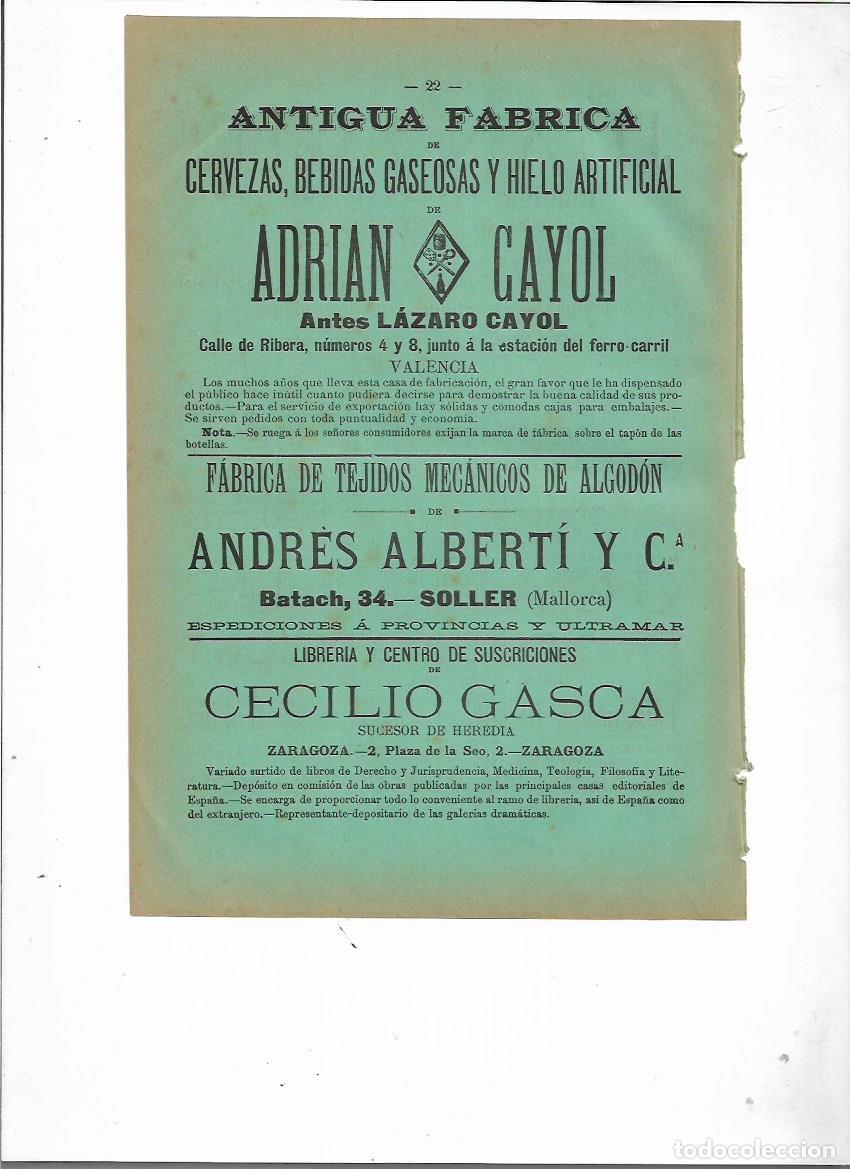 — 22 —
ANTIGUA FABRICA
DE
CERVEZAS, BEBIDAS GASEOSAS Y HIELO ARTIFICIAL
DE
ADRIAN CAYOL
Antes LÁZARO CAYOL
Calle de Ribera, números 4 y 8, junto á la estación del ferro-carril
VALENCIA
Los muchos años que lleva esta casa de fabricación, el gran favor que le ha dispensado
el público hace inútil cuanto pudiera decirse para demostrar la buena calidad de sus pro-
ductos.—Para el servicio de exportación hay sólidas y cómodas cajas para embalajes.—
Se sirven pedidos con toda puntualidad y economía.
Nota.—Se ruega á los señores consumidores exijan la marca de fábrica sobre el tapón de las
botellas.
FÁBRICA DE TEJIDOS MECÁNICOS DE ALGODÓN
DE
ANDRÈS ALBERTÍ Y C.ᴬ
Batach, 34.—SOLLER (Mallorca)
ESPEDICIONES Á PROVINCIAS Y ULTRAMAR
LIBRERIA Y CENTRO DE SUSCRICIONES
DE
CECILIO GASCA
SUCESOR DE HEREDIA
ZARAGOZA.—2, Plaza de la Seo, 2.—ZARAGOZA
Variado surtido de libros de Derecho y Jurisprudencia, Medicina, Teología, Filosofía y Lite-
ratura.—Depósito en comisión de las obras publicadas por las principales casas editoriales de
España.—Se encarga de proporcionar todo lo conveniente al ramo de librería, así de España como
del extranjero.—Representante-depositario de las galerías dramáticas.
todocoleccion